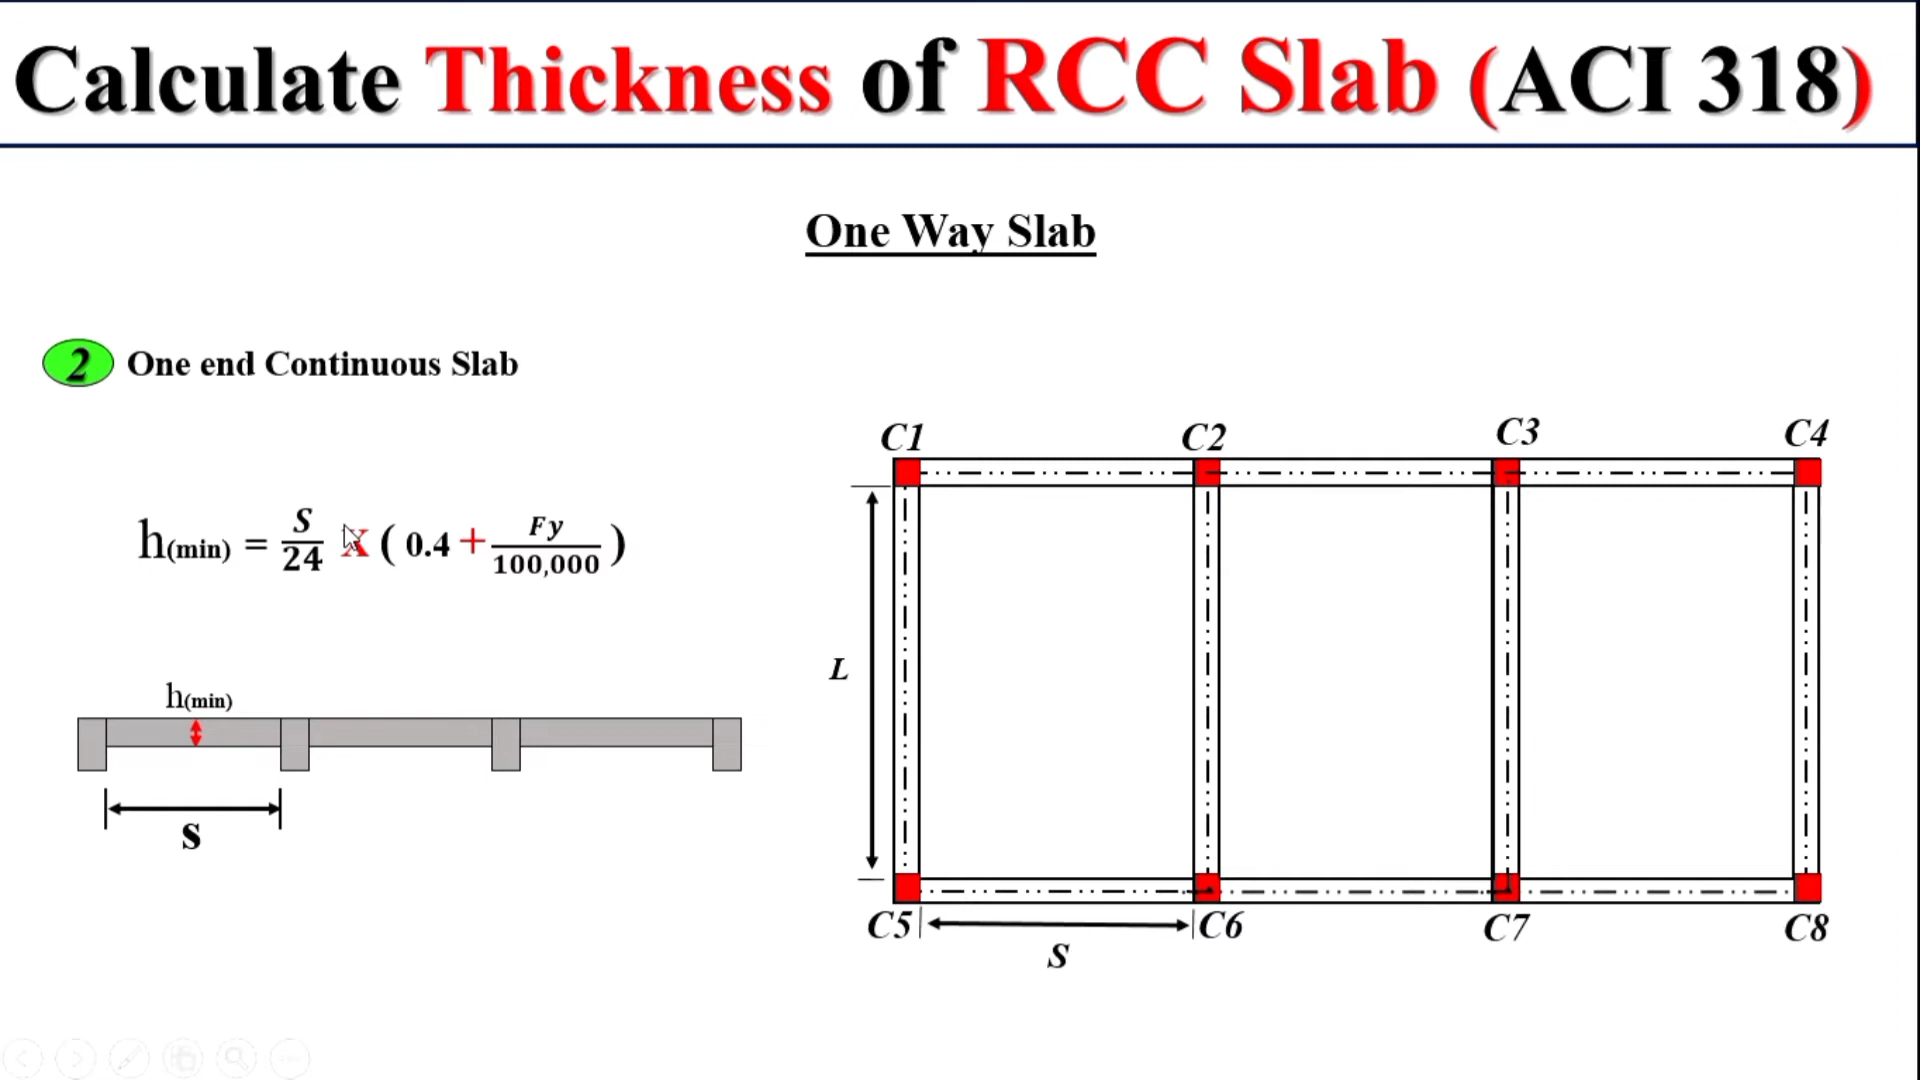 Calculate Thickness of RCC Slab (ACI 318)
One Way Slab
2 One end Continuous Slab
h(min) = S/24 x ( 0.4 + Fy/100,000 )
h(min)
S
C1 C2 C3 C4
L
C5 C6 C7 C8
S